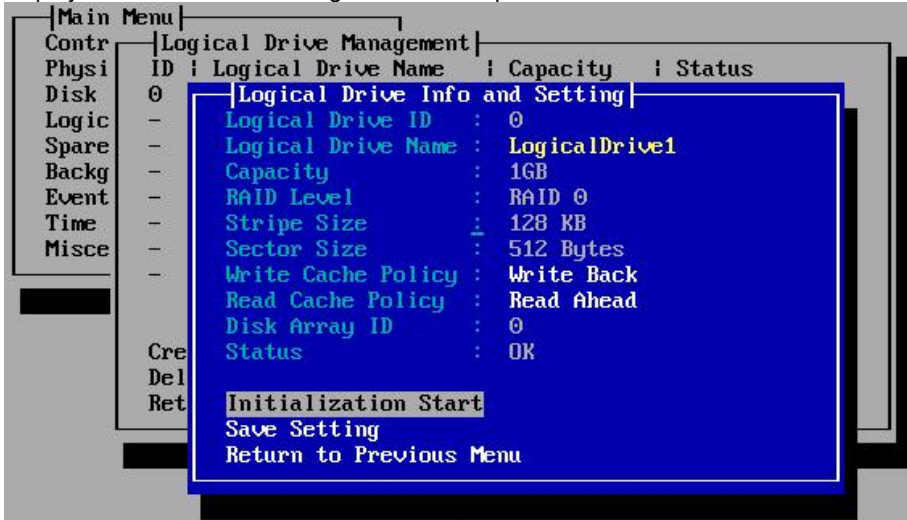 Main Menu
Contr
Logical Drive Management
Physi
ID | Logical Drive Name | Capacity | Status
Disk
0
Logical Drive Info and Setting
Logic
-
Logical Drive ID : 0
Spare
-
Logical Drive Name : LogicalDrive1
Backg
-
Capacity : 1GB
Event
-
RAID Level : RAID 0
Time
-
Stripe Size : 128 KB
Misce
-
Sector Size : 512 Bytes
-
Write Cache Policy : Write Back
Read Cache Policy : Read Ahead
Disk Array ID : 0
Cre
Status : OK
Del
Ret
Initialization Start
Save Setting
Return to Previous Menu